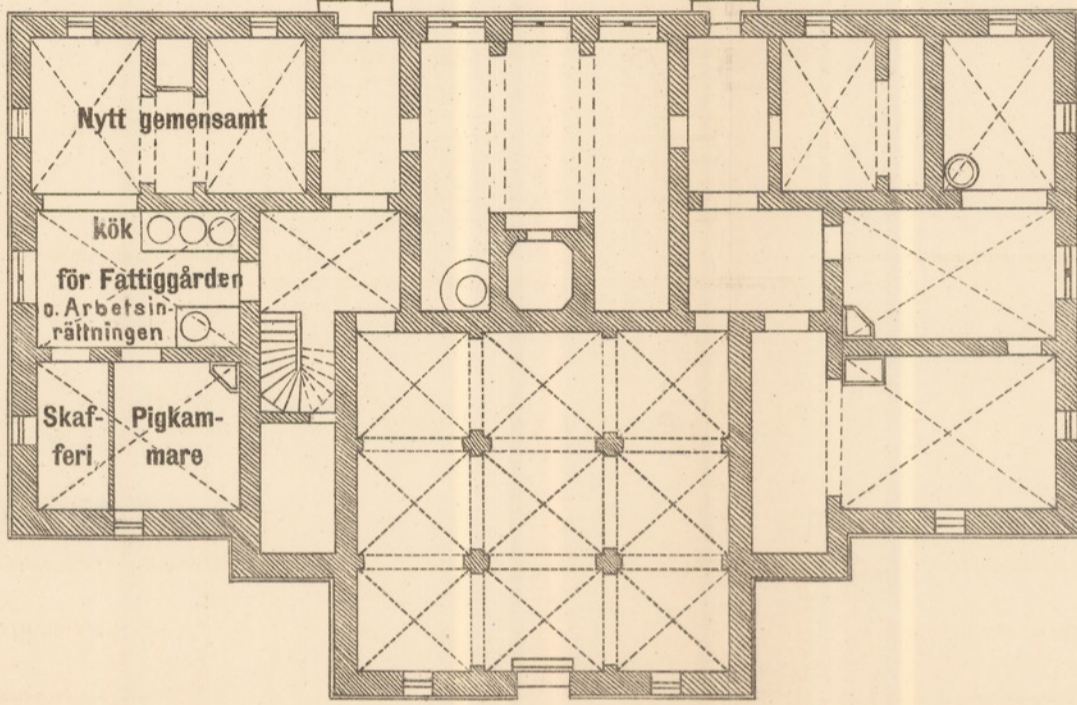 Nytt gemensamt
kök
för Fattiggården
o. Arbetsin-
rättningen
Skaf-
feri
Pigkam-
mare